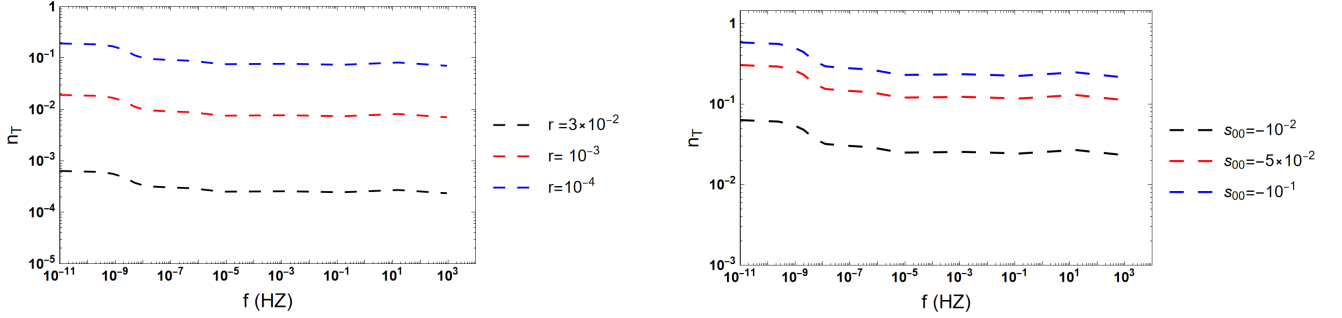 1
10⁻¹
10⁻²
10⁻³
10⁻⁴
10⁻⁵
n_T
10⁻¹¹ 10⁻⁹ 10⁻⁷ 10⁻⁵ 10⁻³ 10⁻¹ 10¹ 10³
f (HZ)
r =3×10⁻²
r= 10⁻³
r=10⁻⁴
1
10⁻¹
10⁻²
10⁻³
n_T
10⁻¹¹ 10⁻⁹ 10⁻⁷ 10⁻⁵ 10⁻³ 10⁻¹ 10¹ 10³
f (HZ)
s₀₀=−10⁻²
s₀₀=−5×10⁻²
s₀₀=−10⁻¹